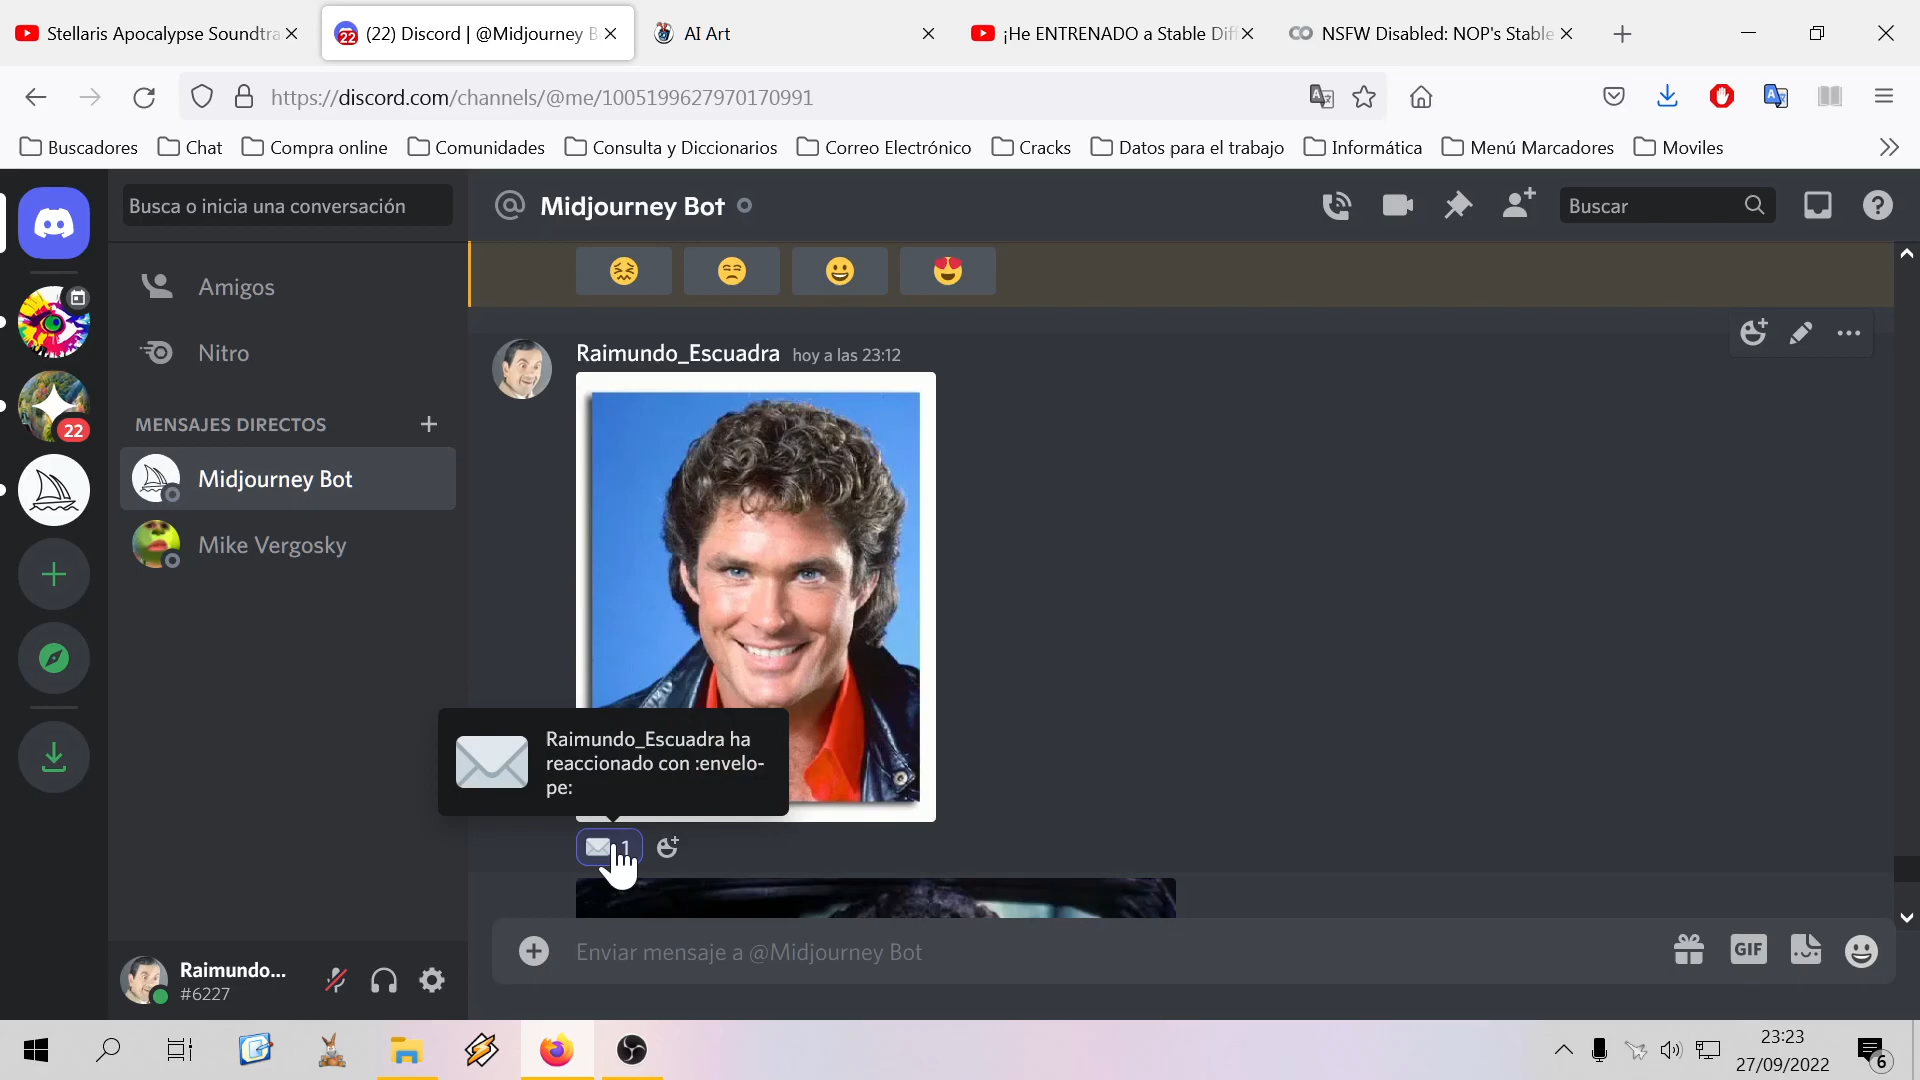 Stellaris Apocalypse Soundtra
22
(22) Discord | @Midjourney B
AI Art
¡He ENTRENADO a Stable Dif
NSFW Disabled: NOP's Stable
https://discord.com/channels/@me/1005199627970170991
Buscadores
Chat
Compra online
Comunidades
Consulta y Diccionarios
Correo Electrónico
Cracks
Datos para el trabajo
Informática
Menú Marcadores
Moviles
Busca o inicia una conversación
Midjourney Bot
Buscar
Amigos
Nitro
22
MENSAJES DIRECTOS
Midjourney Bot
Mike Vergosky
Raimundo_Escuadra hoy a las 23:12
Raimundo_Escuadra ha
reaccionado con :envelo-
pe:
1
Enviar mensaje a @Midjourney Bot
GIF
Raimundo...
#6227
23:23
27/09/2022
6